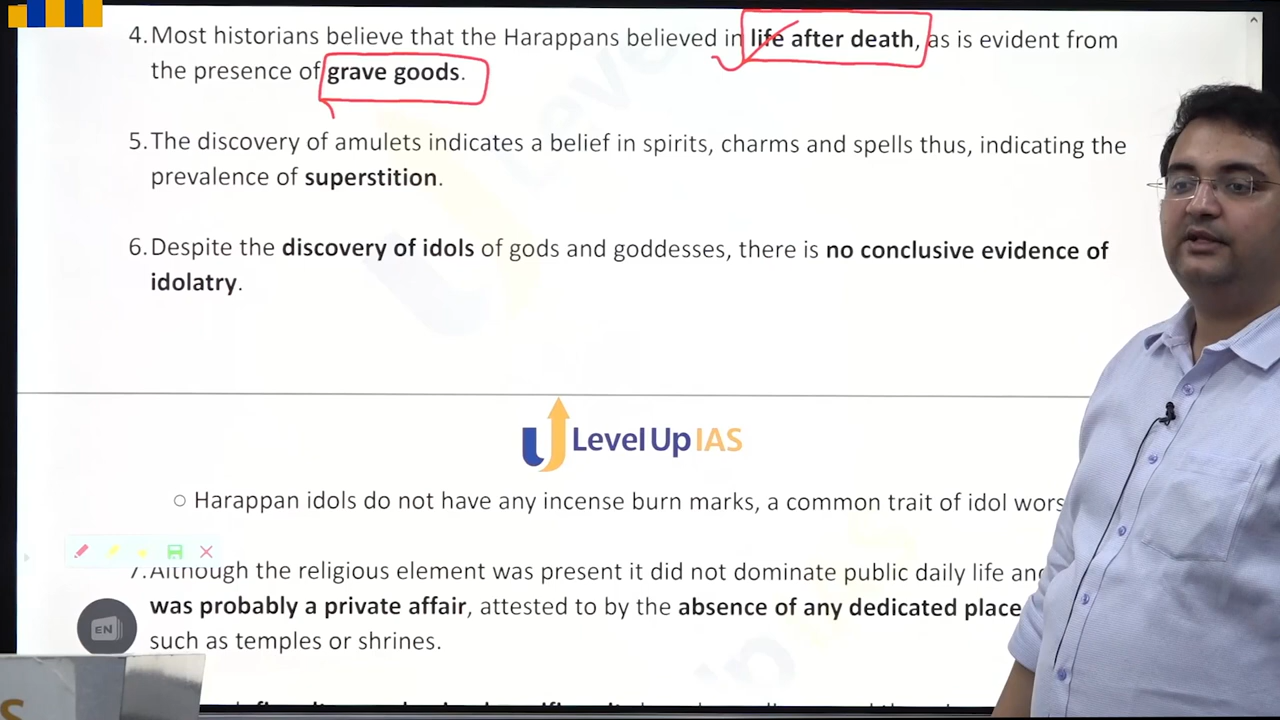 4. Most historians believe that the Harappans believed in life after death, as is evident from
the presence of grave goods.
5. The discovery of amulets indicates a belief in spirits, charms and spells thus, indicating the
prevalence of superstition.
6. Despite the discovery of idols of gods and goddesses, there is no conclusive evidence of
idolatry.
LevelUp IAS
○ Harappan idols do not have any incense burn marks, a common trait of idol wors
7. Although the religious element was present it did not dominate public daily life and
was probably a private affair, attested to by the absence of any dedicated place
EN
such as temples or shrines.